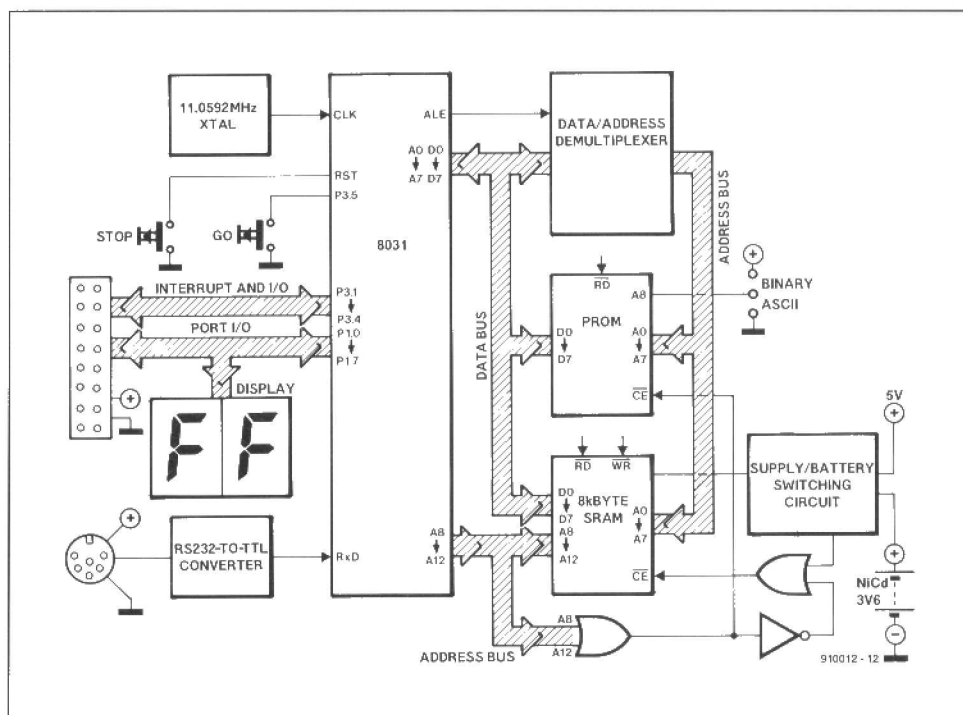 11.0592MHz
XTAL
CLK
ALE
DATA/ADDRESS
DEMULTIPLEXER
A0 D0
A7 D7
RST
P3.5
STOP
GO
8031
ADDRESS BUS
INTERRUPT AND I/O
P3.1
P3.4
PORT I/O
P1.0
P1.7
DATA BUS
RD
PROM
A8
D0
D7
A0
A7
CE
+
BINARY
ASCII
+
DISPLAY
FF
RD
WR
8kBYTE
SRAM
D0
D7
A8
A12
A0
A7
CE
5V
+
SUPPLY/BATTERY
SWITCHING
CIRCUIT
+
RS232-TO-TTL
CONVERTER
RxD
A8
A12
+
NiCd
3V6
−
A8
A12
ADDRESS BUS
910012 - 12